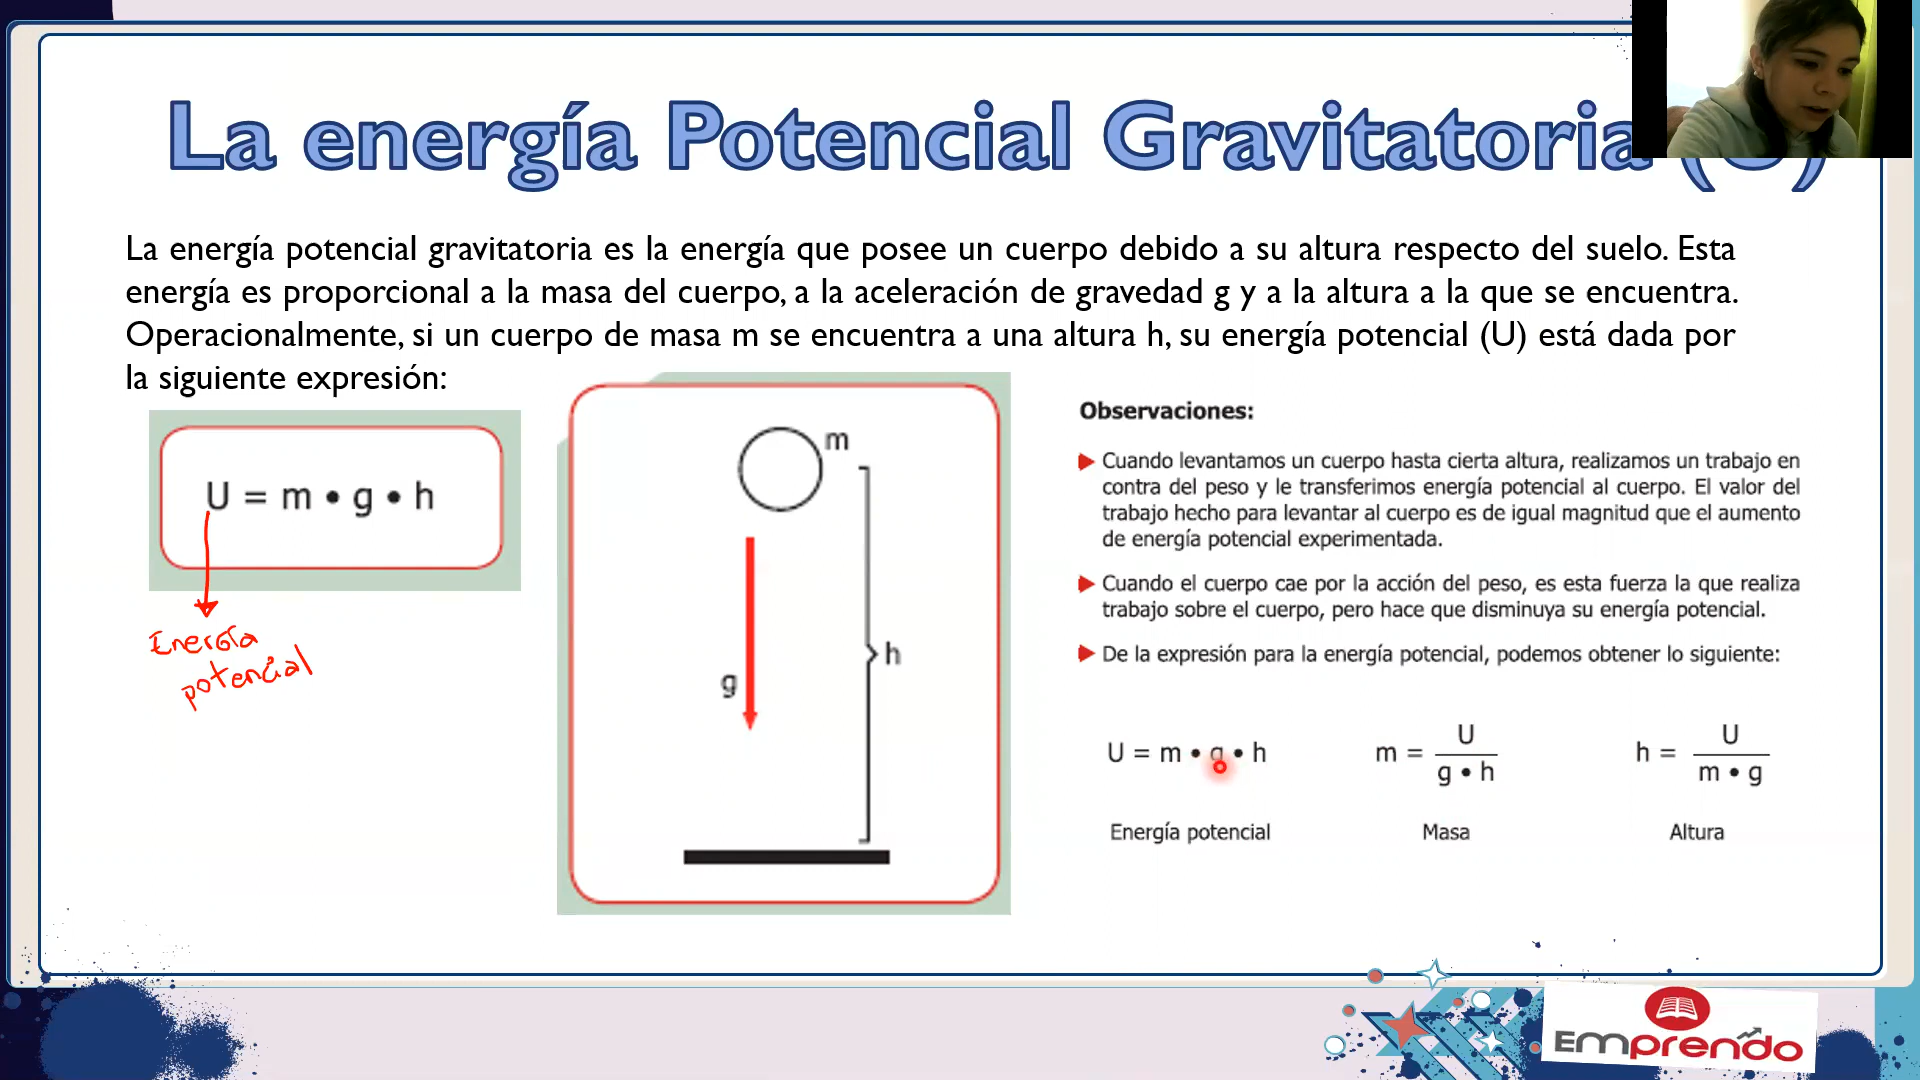 La energía Potencial Gravitatoria
La energía potencial gravitatoria es la energía que posee un cuerpo debido a su altura respecto del suelo. Esta
energía es proporcional a la masa del cuerpo, a la aceleración de gravedad g y a la altura a la que se encuentra.
Operacionalmente, si un cuerpo de masa m se encuentra a una altura h, su energía potencial (U) está dada por
la siguiente expresión:
U = m • g • h
Energía
potencial
m
g
h
Observaciones:
Cuando levantamos un cuerpo hasta cierta altura, realizamos un trabajo en
contra del peso y le transferimos energía potencial al cuerpo. El valor del
trabajo hecho para levantar al cuerpo es de igual magnitud que el aumento
de energía potencial experimentada.
Cuando el cuerpo cae por la acción del peso, es esta fuerza la que realiza
trabajo sobre el cuerpo, pero hace que disminuya su energía potencial.
De la expresión para la energía potencial, podemos obtener lo siguiente:
U = m • g • h
m = U / g • h
h = U / m • g
Energía potencial
Masa
Altura
Emprendo